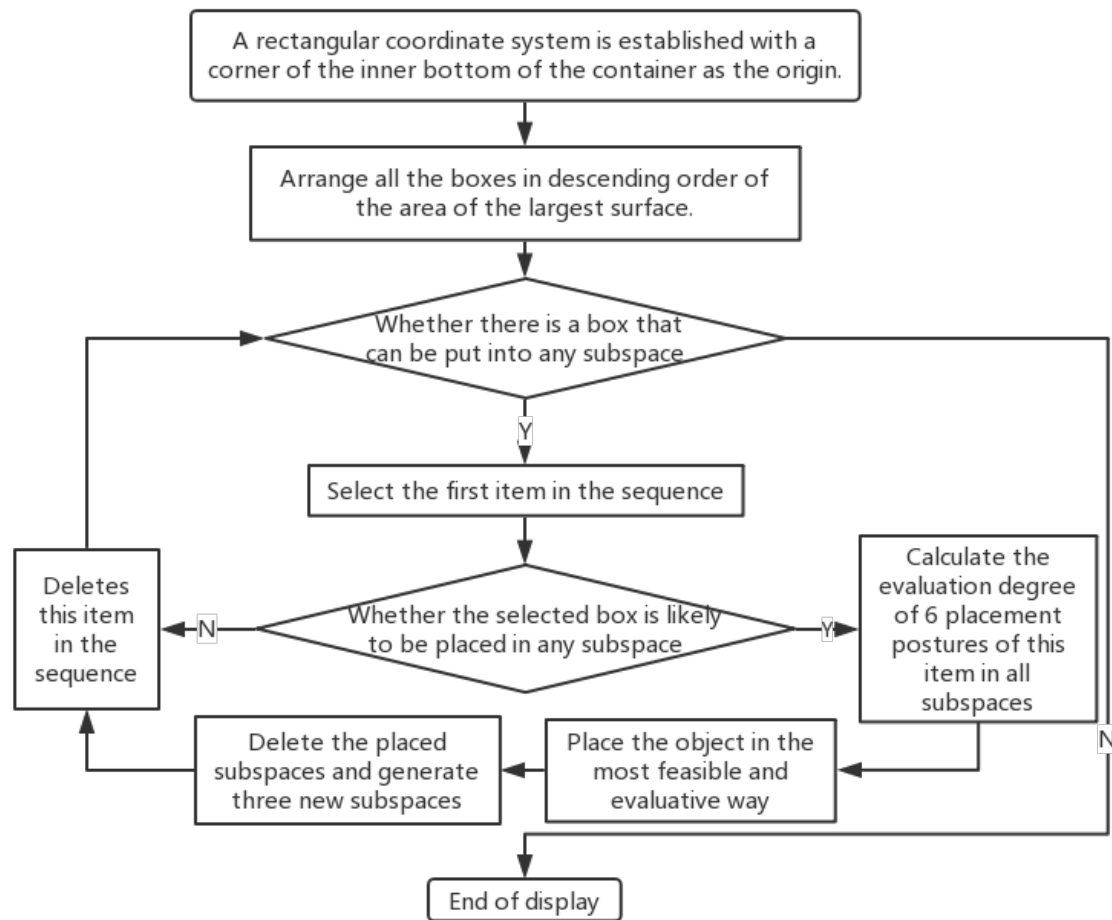 A rectangular coordinate system is established with a
corner of the inner bottom of the container as the origin.
Arrange all the boxes in descending order of
the area of the largest surface.
Whether there is a box that
can be put into any subspace
Y
Select the first item in the sequence
Whether the selected box is likely
to be placed in any subspace
N
Y
Deletes
this item
in the
sequence
Calculate the
evaluation degree
of 6 placement
postures of this
item in all
subspaces
Place the object in the
most feasible and
evaluative way
Delete the placed
subspaces and generate
three new subspaces
N
End of display